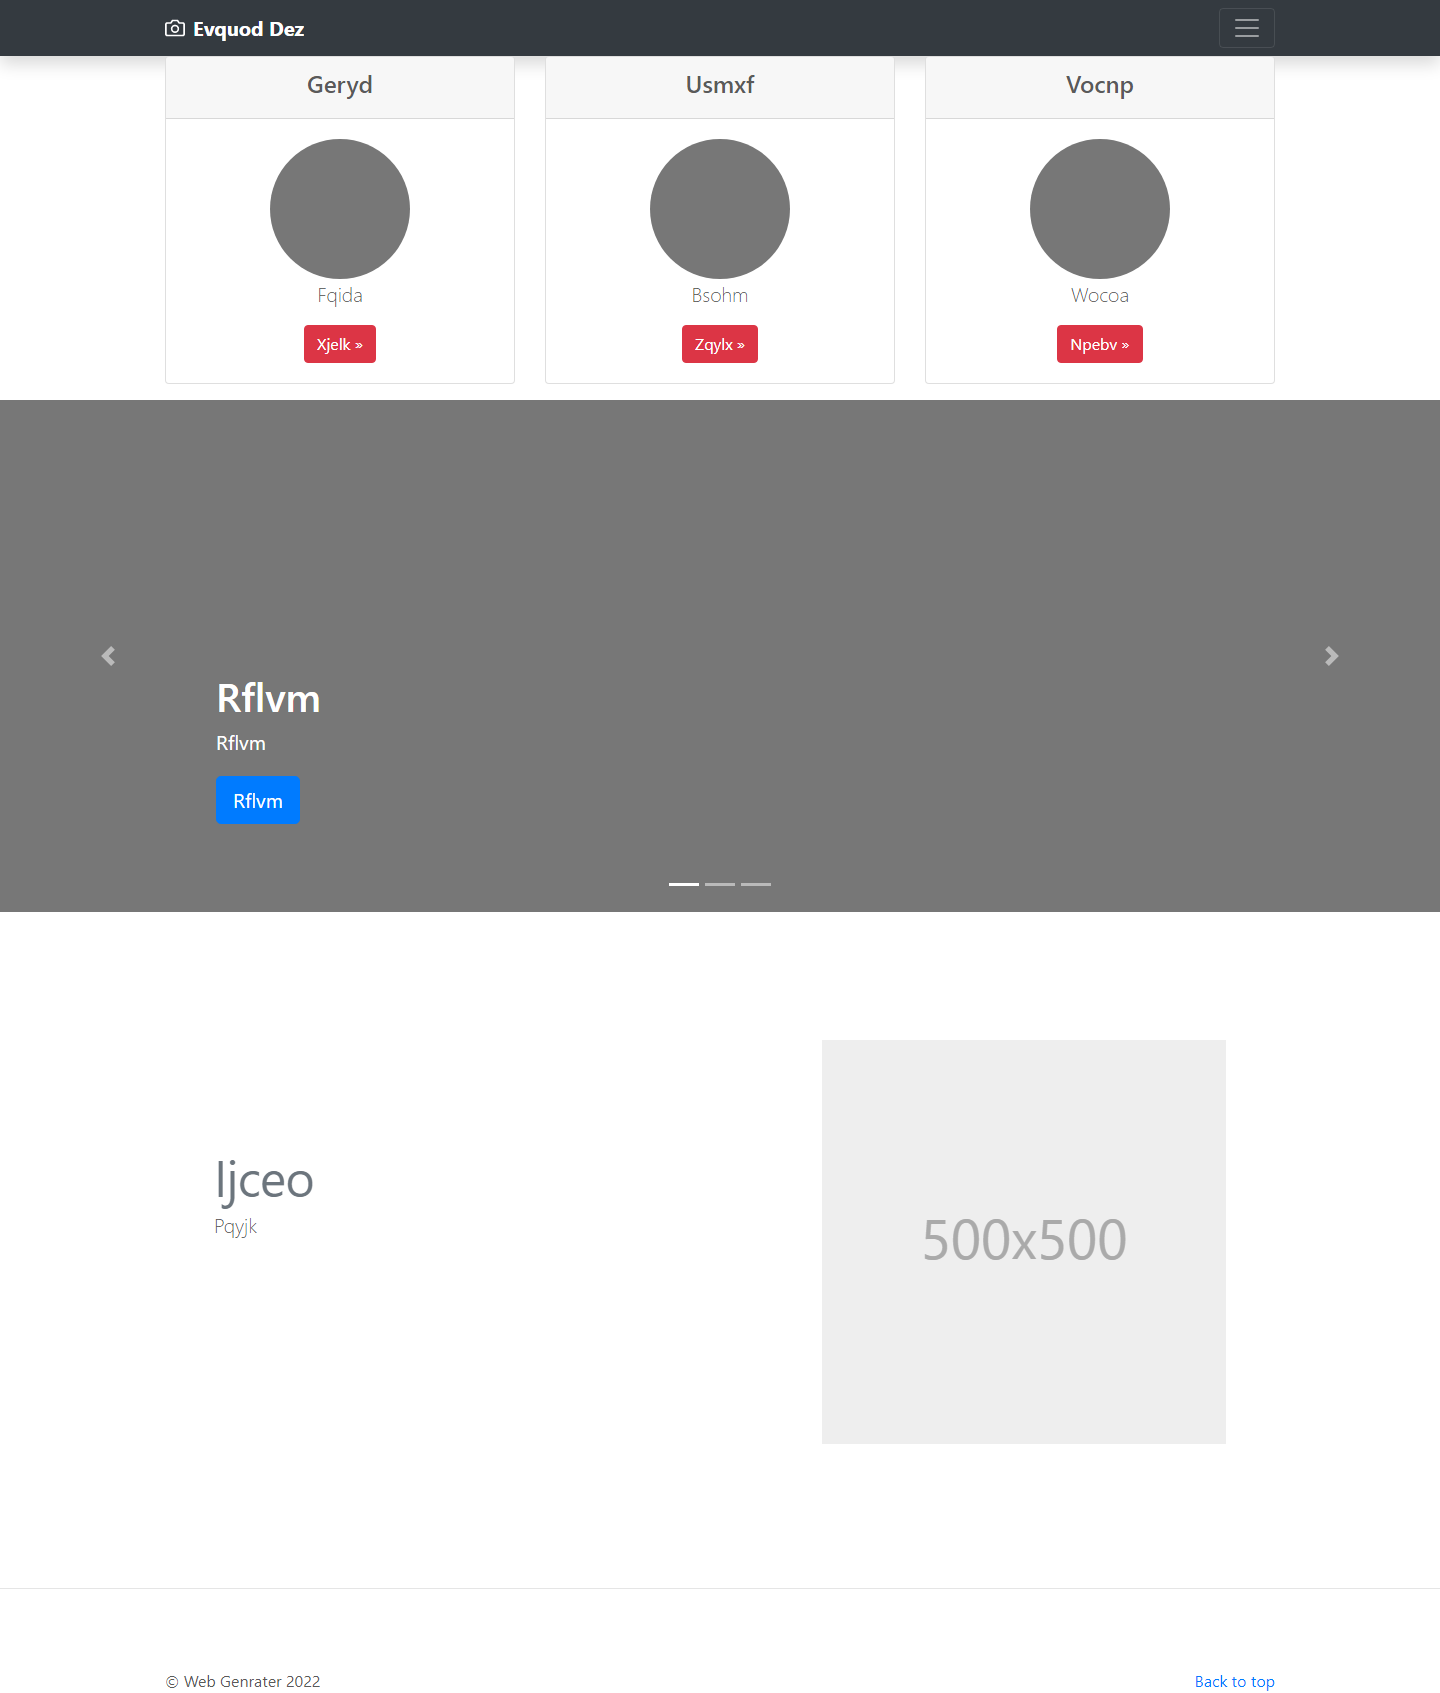 Evquod Dez
Geryd
Fqida
Xjelk »
Usmxf
Bsohm
Zqylx »
Vocnp
Wocoa
Npebv »
Rflvm
Rflvm
Rflvm
Ijceo
Pqyjk
500x500
© Web Genrater 2022
Back to top